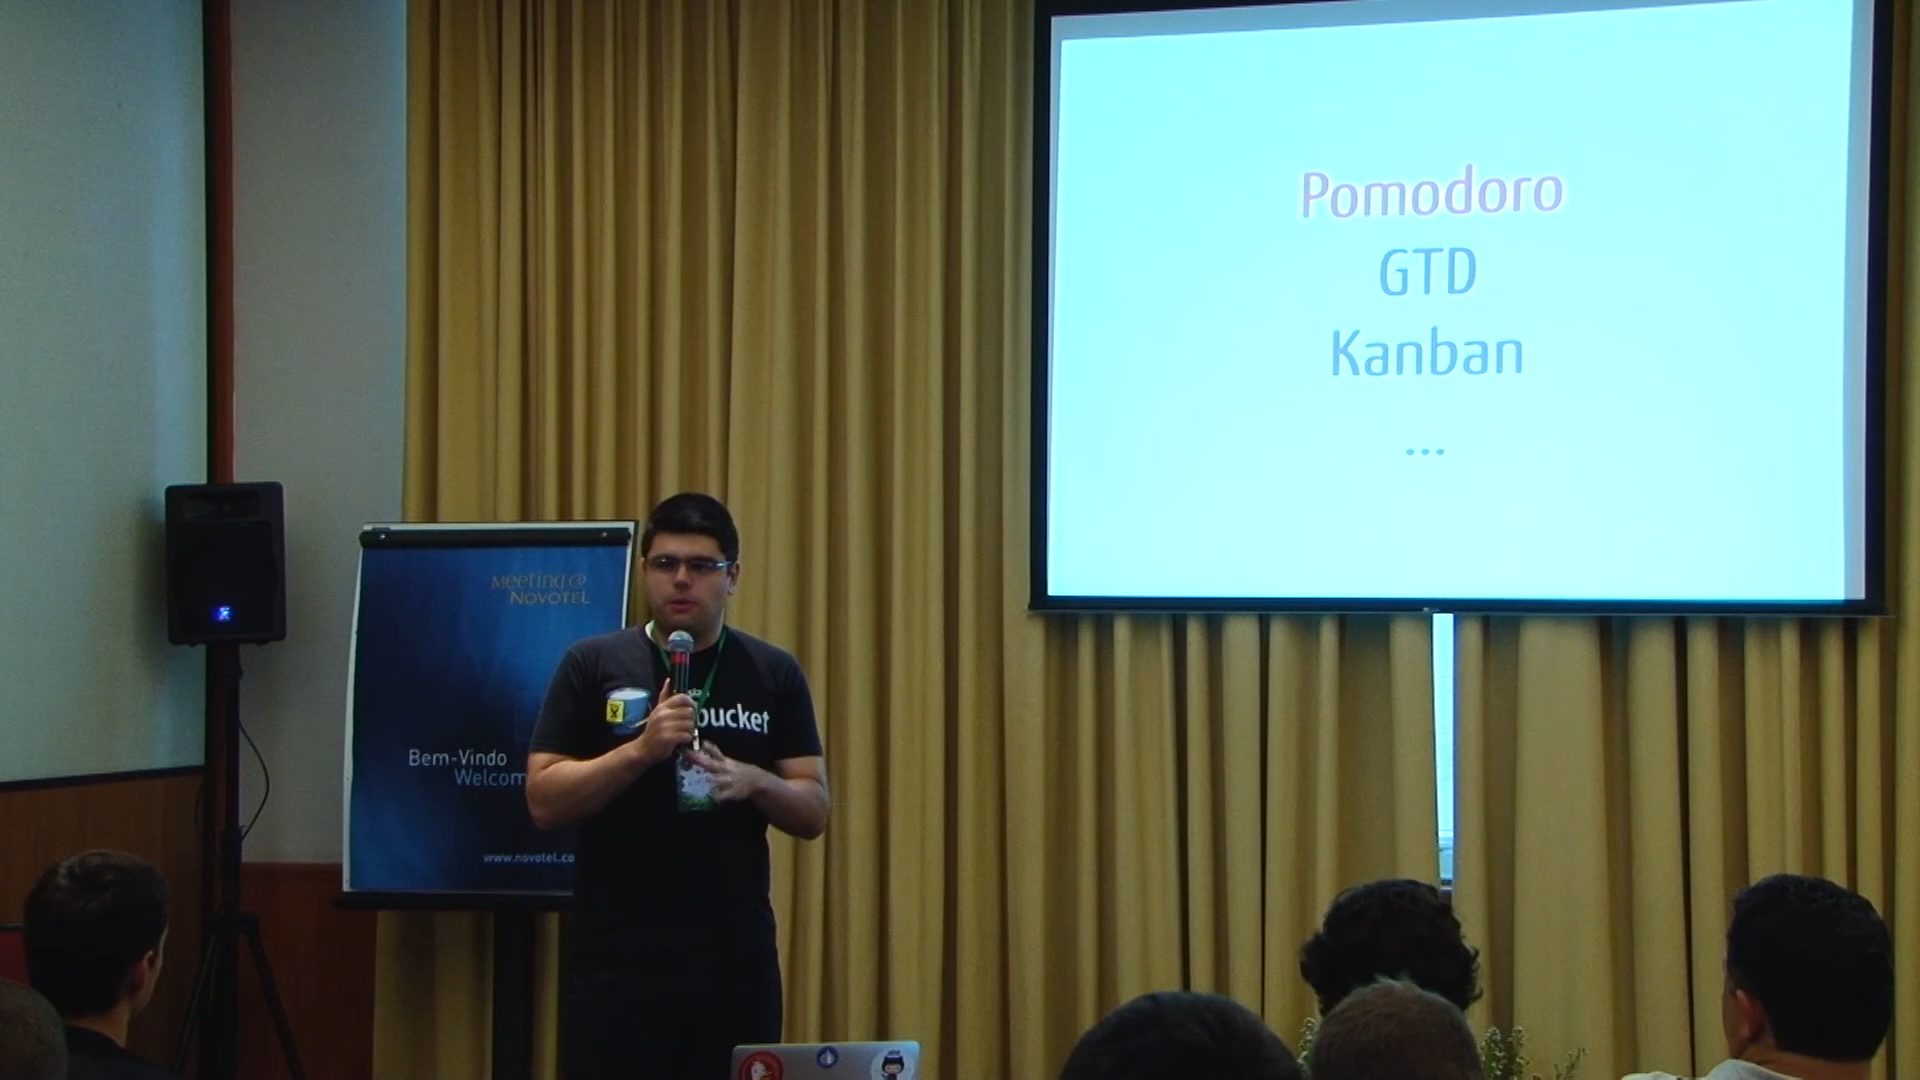 Pomodoro
GTD
Kanban
...
Meeting@
NOVOTEL
bucket
Bem-Vindo
Welcom
www.novotel.co